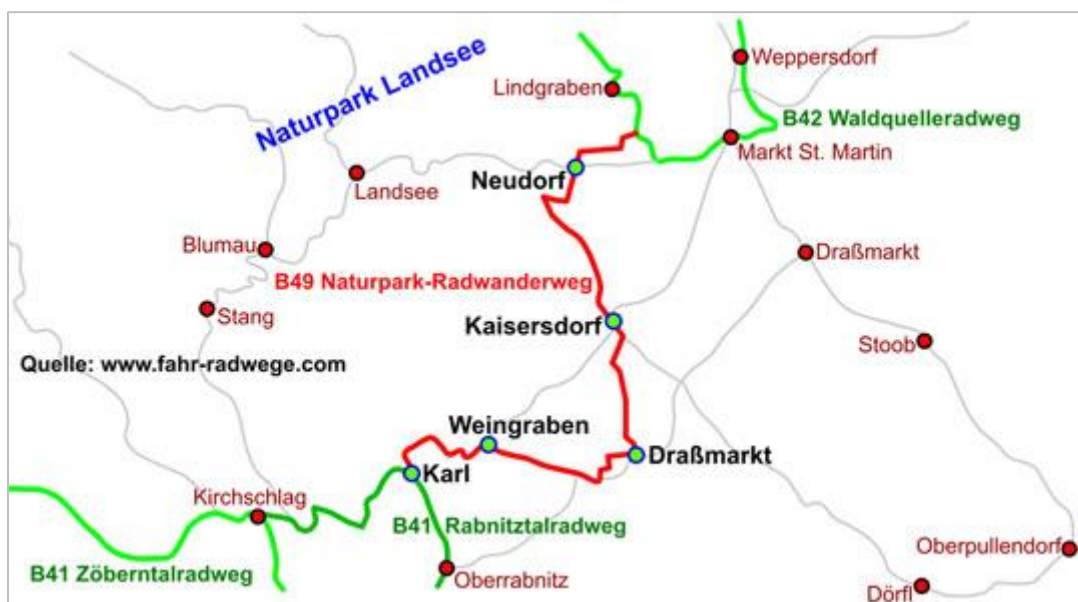 Naturpark Landsee
Weppersdorf
Lindgraben
B42 Waldquelleradweg
Markt St. Martin
Neudorf
Landsee
Blumau
Draßmarkt
B49 Naturpark-Radwanderweg
Stang
Kaisersdorf
Stoob
Quelle: www.fahr-radwege.com
Weingraben
Draßmarkt
Karl
Kirchschlag
B41 Rabnitztalradweg
Oberpullendorf
B41 Zöberntalradweg
Oberrabnitz
Dörfl